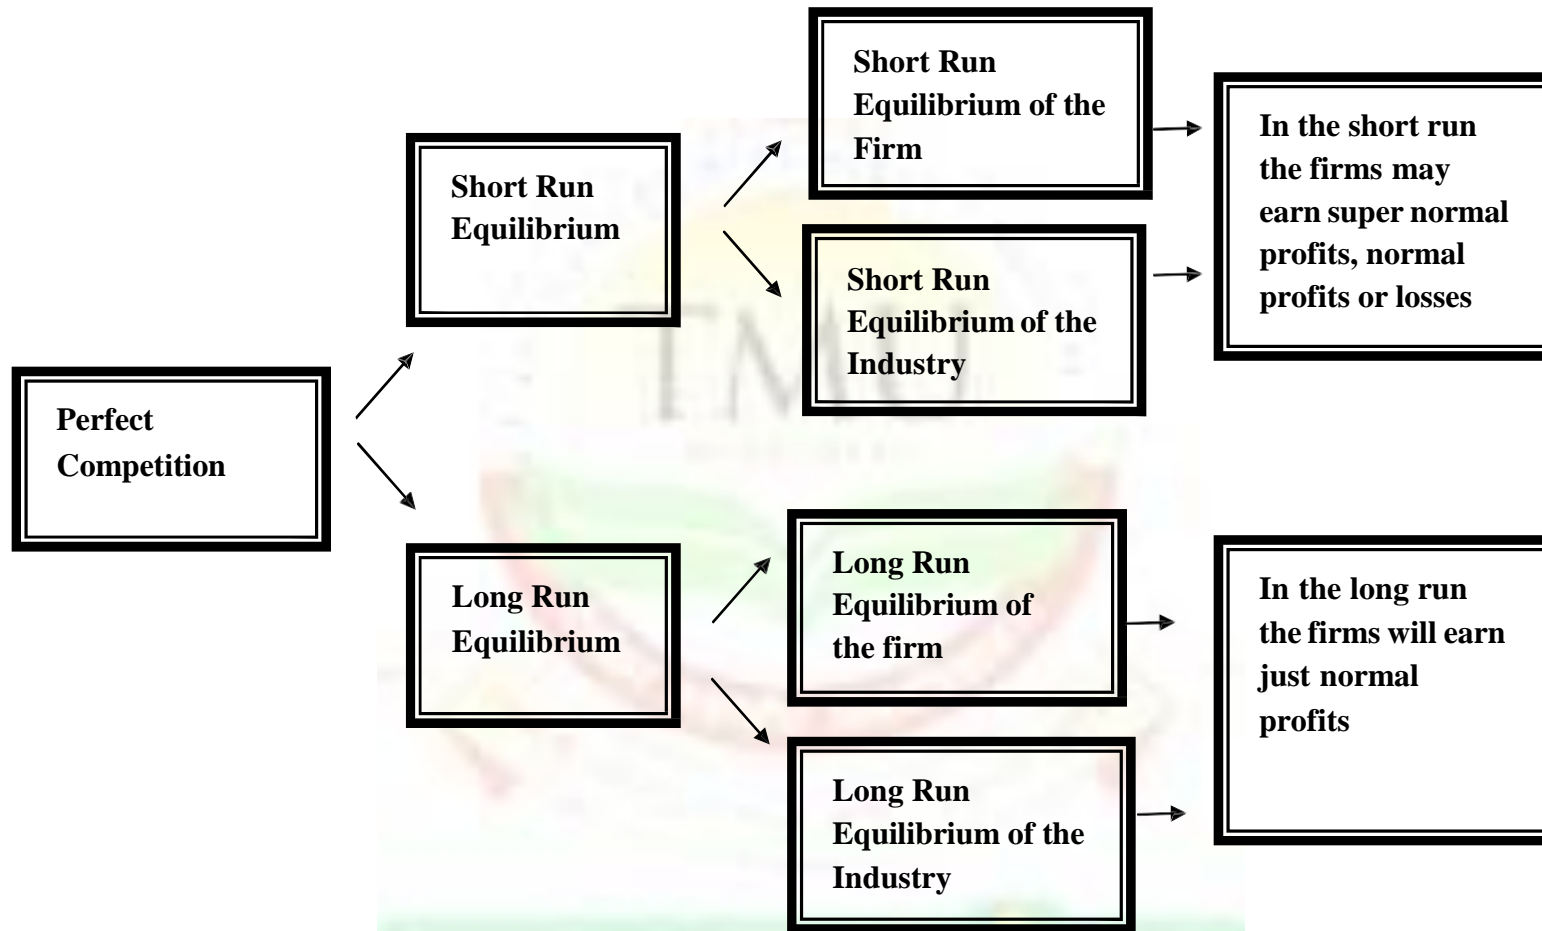 Short Run
Equilibrium of the
Firm
In the short run
the firms may
earn super normal
profits, normal
profits or losses
Short Run
Equilibrium
Short Run
Equilibrium of the
Industry
TMU
Perfect
Competition
Long Run
Equilibrium
Long Run
Equilibrium of
the firm
In the long run
the firms will earn
just normal
profits
Long Run
Equilibrium of the
Industry